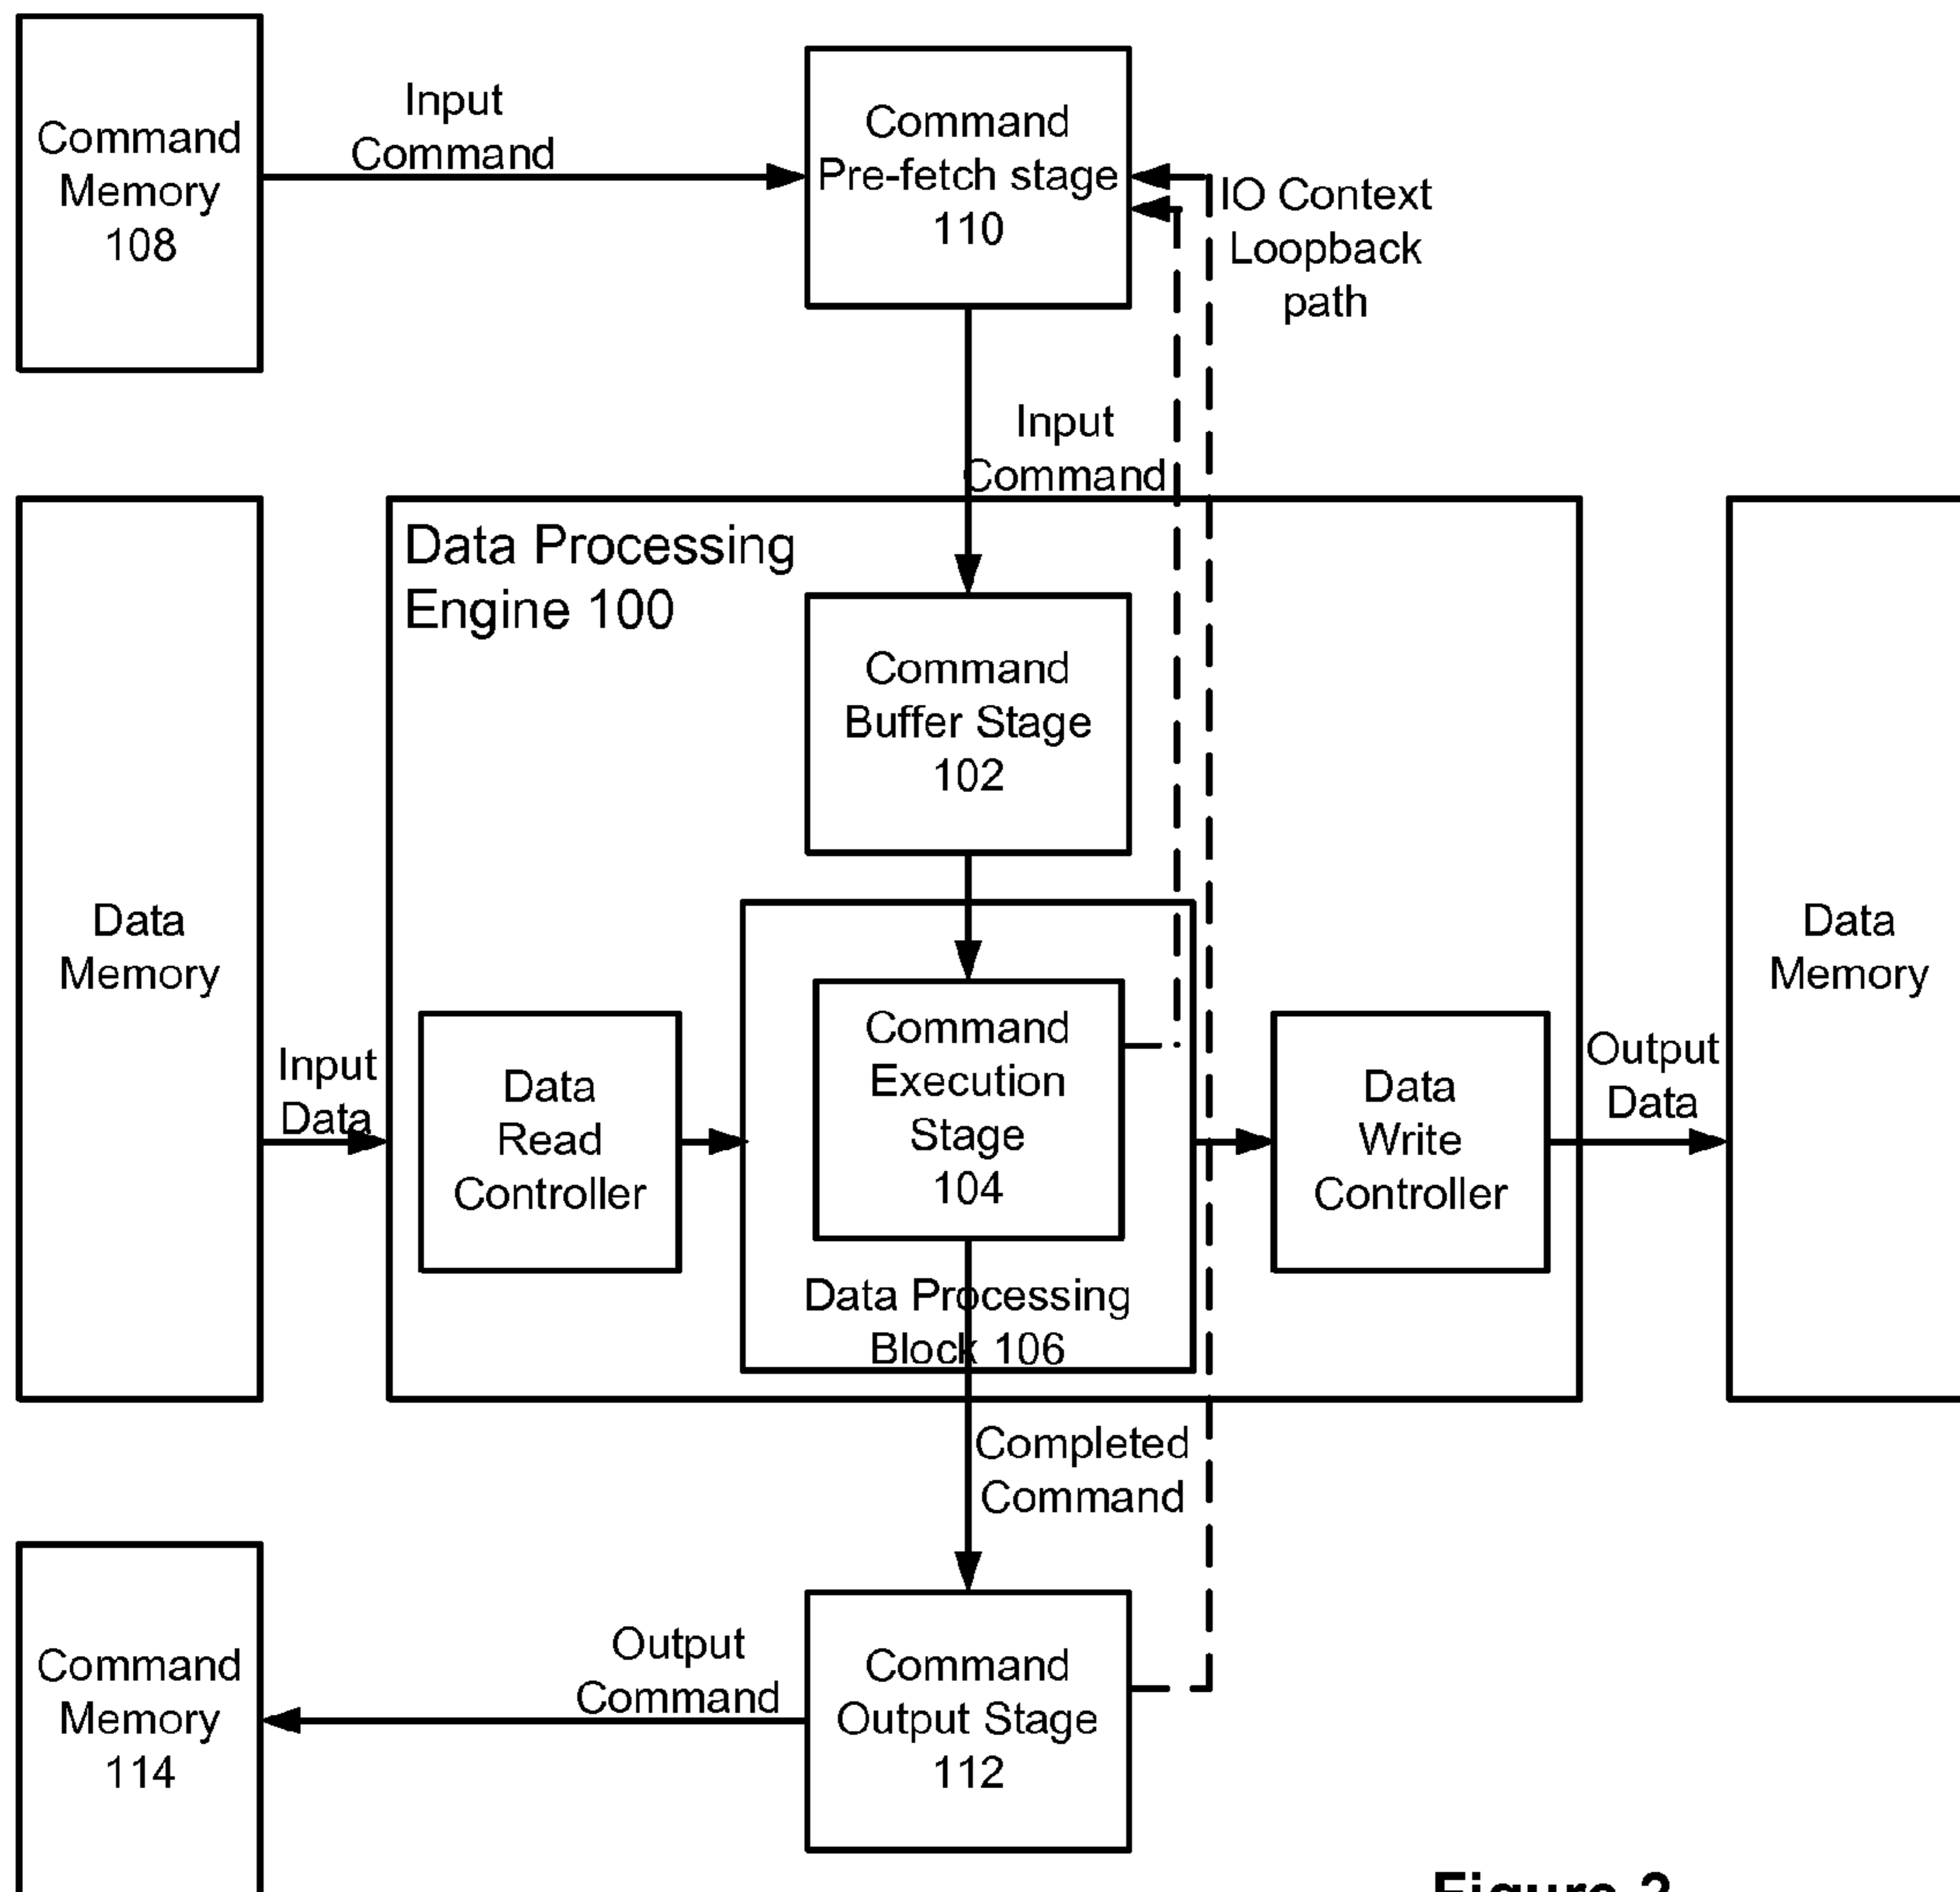 Command
Memory
108
Input
Command
Command
Pre-fetch stage
110
IO Context
Loopback
path
Input
Command
Data Processing
Engine 100
Command
Buffer Stage
102
Data
Memory
Input
Data
Data
Read
Controller
Command
Execution
Stage
104
Data Processing
Block 106
Data
Write
Controller
Output
Data
Data
Memory
Completed
Command
Command
Memory
114
Output
Command
Command
Output Stage
112